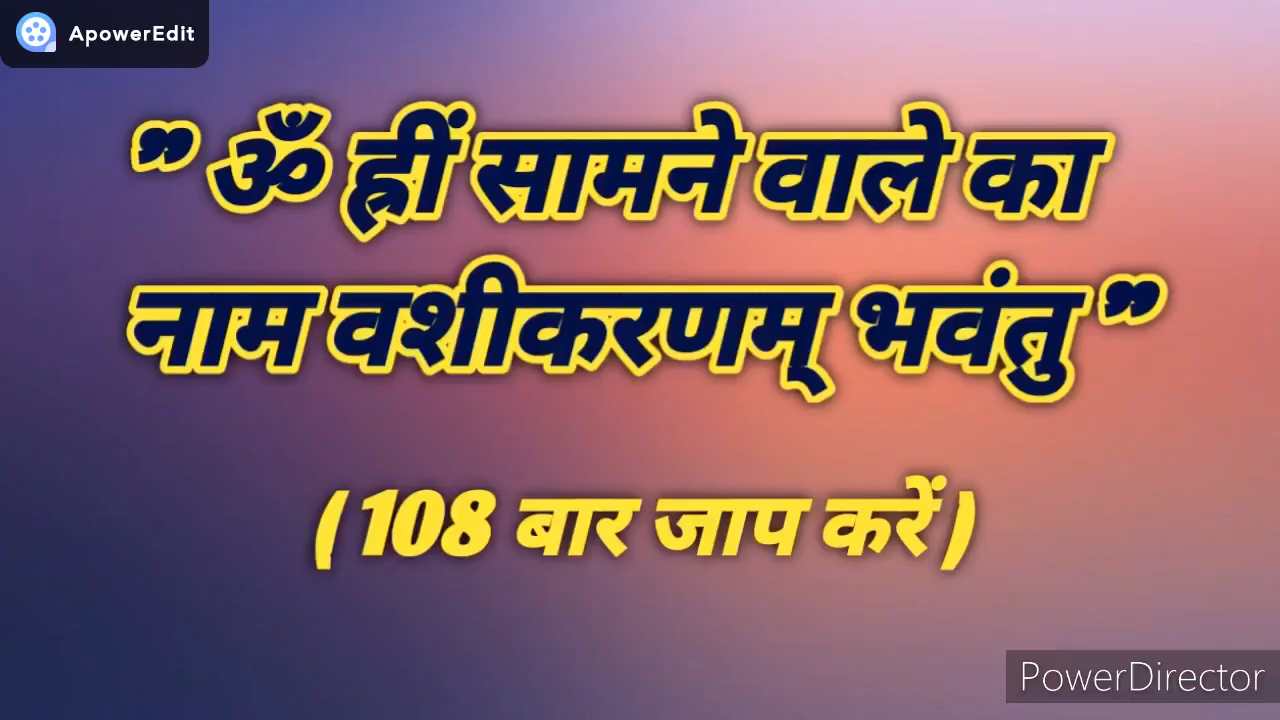 ApowerEdit
” ॐ ह्रीं सामने वाले का
नाम वशीकरणम् भवंतु ”
( 108 बार जाप करें )
PowerDirector